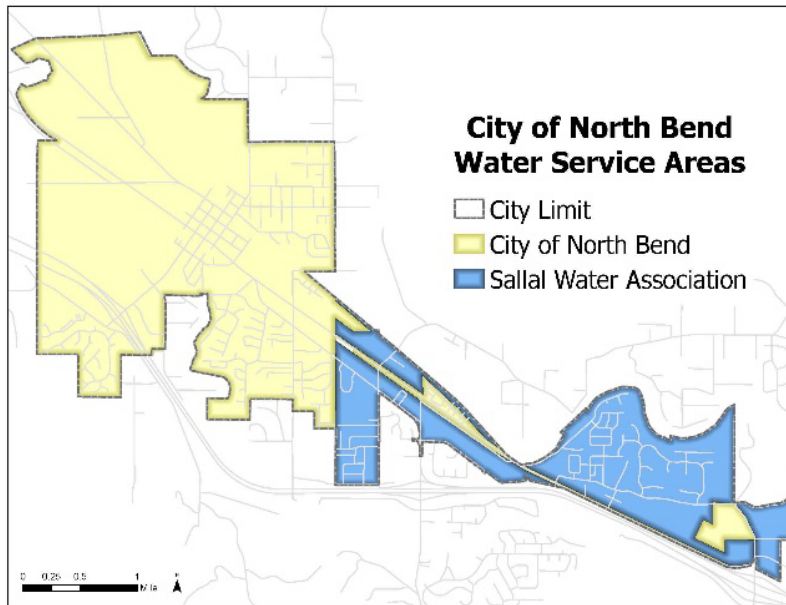 City of North Bend
Water Service Areas
City Limit
City of North Bend
Sallal Water Association
0 0.25 0.5 1
Mile